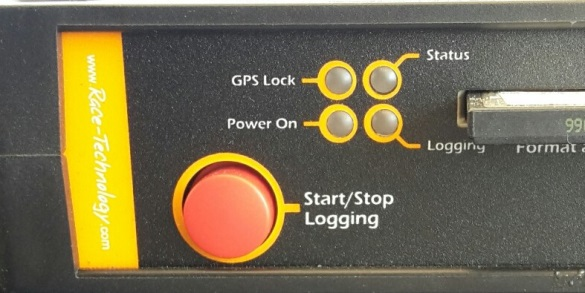 www.Race-Technology.com
GPS Lock
Status
Power On
Logging
Format
Start/Stop
Logging